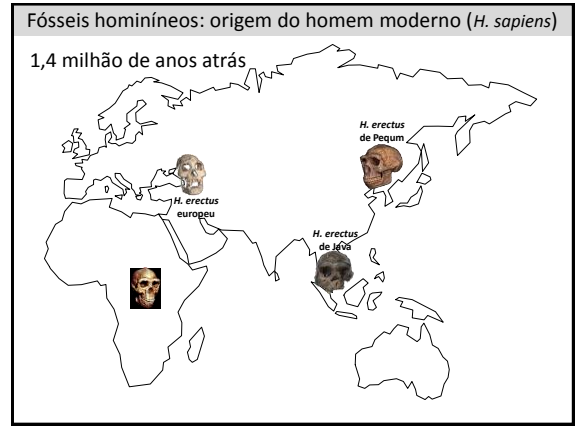 Fósseis hominíneos: origem do homem moderno (H. sapiens)
1,4 milhão de anos atrás
H. erectus
de Pequm
H. erectus
europeu
H. erectus
de Java